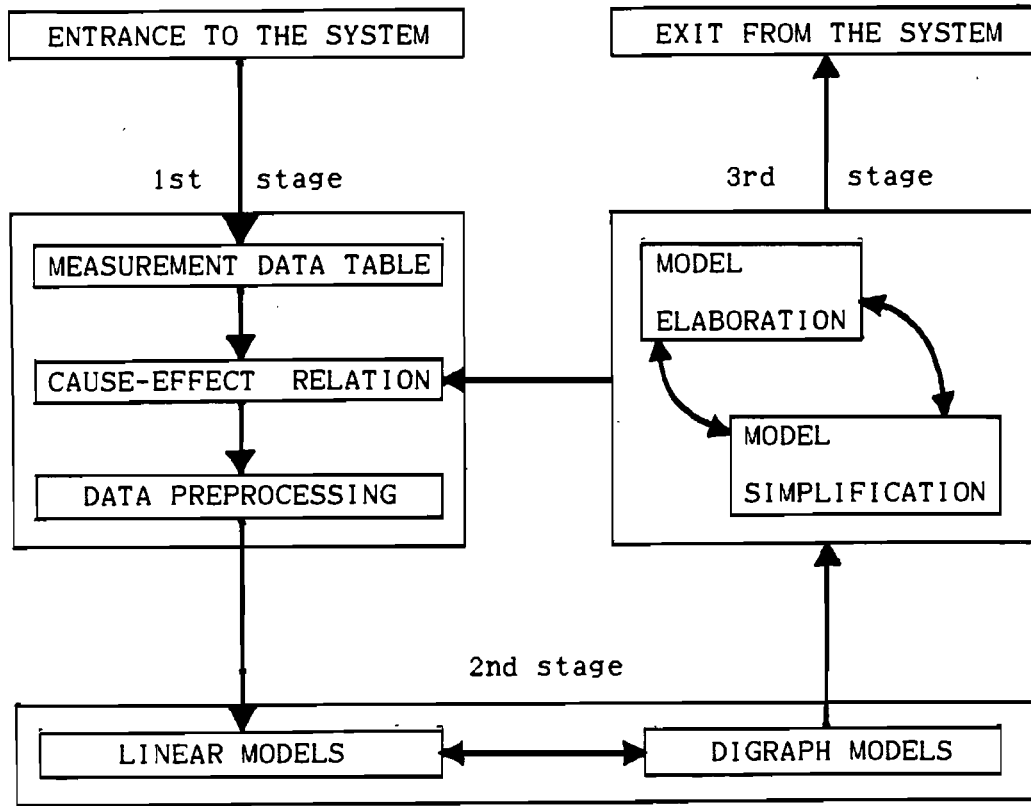 ENTRANCE TO THE SYSTEM
EXIT FROM THE SYSTEM
1st stage
3rd stage
MEASUREMENT DATA TABLE
CAUSE-EFFECT RELATION
DATA PREPROCESSING
MODEL
ELABORATION
MODEL
SIMPLIFICATION
2nd stage
LINEAR MODELS
DIGRAPH MODELS